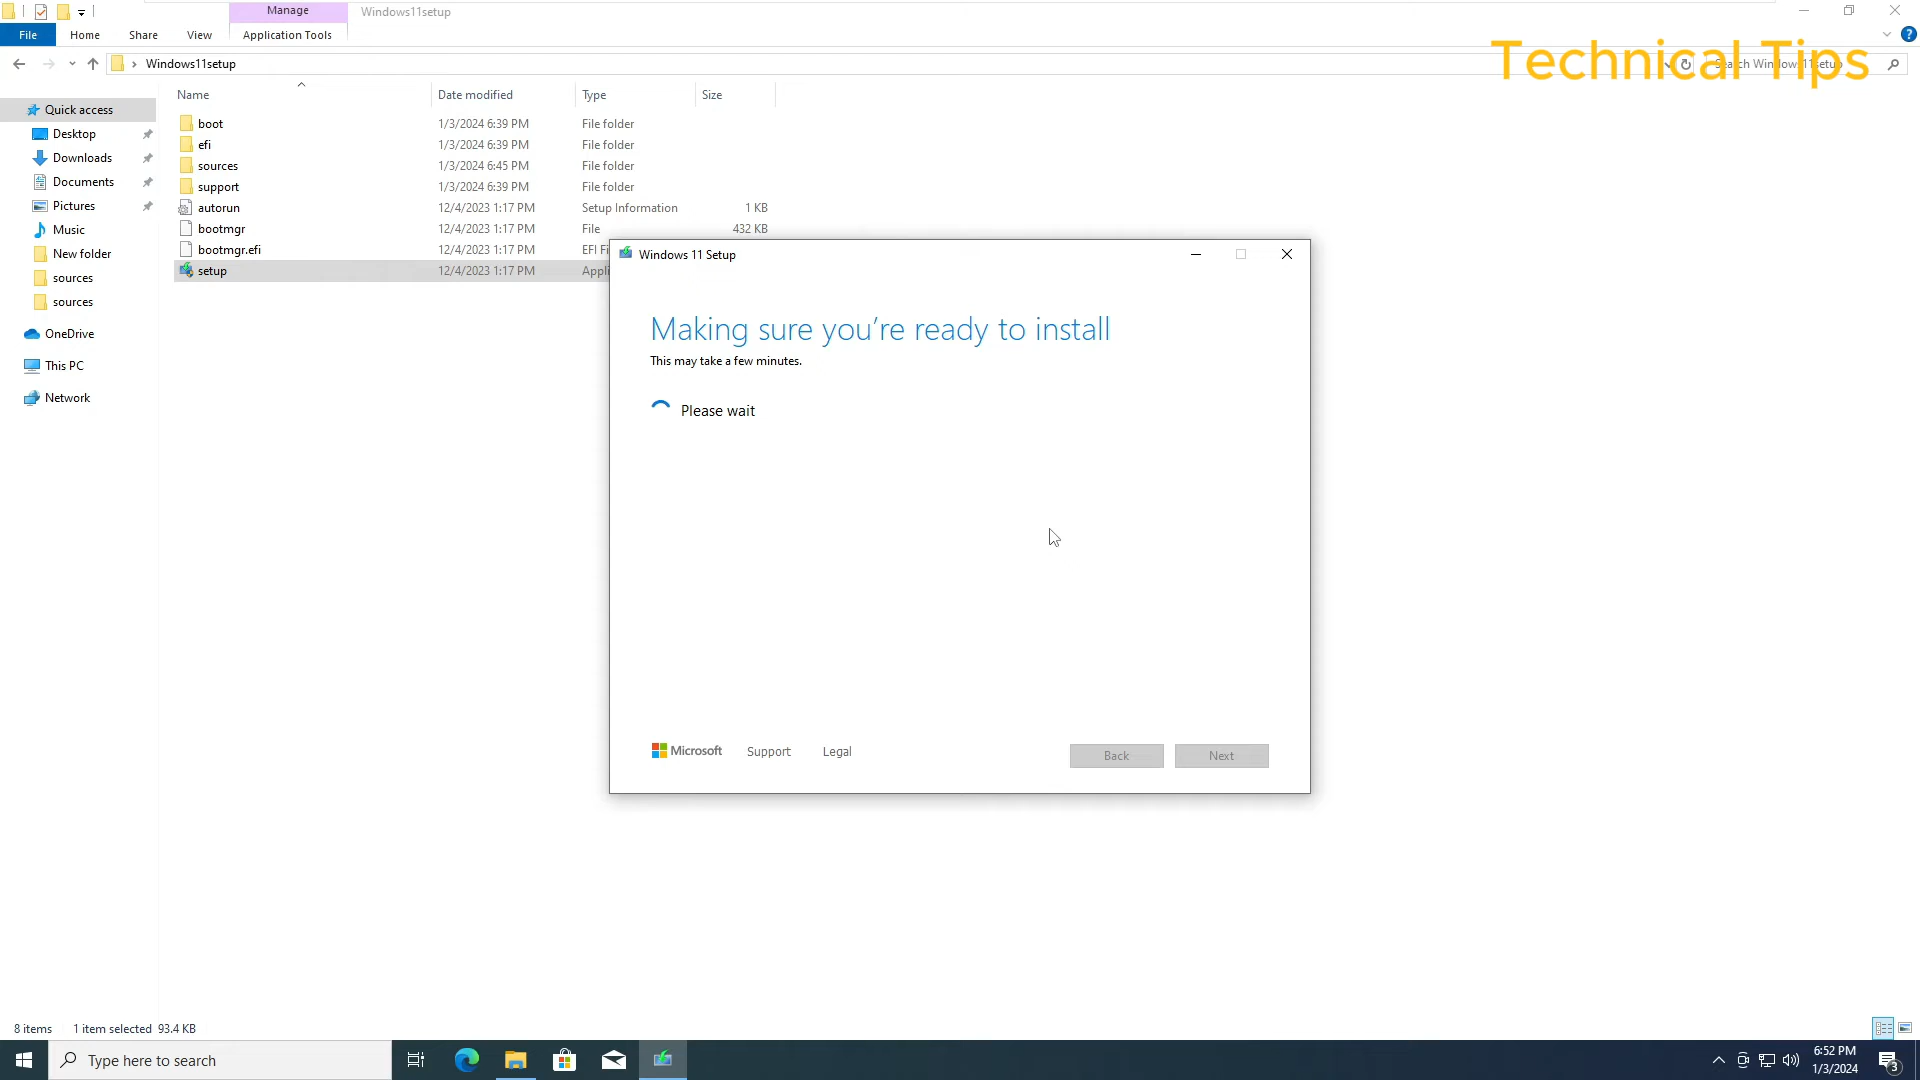 Manage
Windows11setup
File
Home
Share
View
Application Tools
Windows11setup
Search Windows11setup
Technical Tips
Name
Date modified
Type
Size
Quick access
Desktop
Downloads
Documents
Pictures
Music
New folder
sources
sources
OneDrive
This PC
Network
boot 1/3/2024 6:39 PM File folder
efi 1/3/2024 6:39 PM File folder
sources 1/3/2024 6:45 PM File folder
support 1/3/2024 6:39 PM File folder
autorun 12/4/2023 1:17 PM Setup Information 1 KB
bootmgr 12/4/2023 1:17 PM File 432 KB
bootmgr.efi 12/4/2023 1:17 PM EFI Fi
setup 12/4/2023 1:17 PM Appli
Windows 11 Setup
Making sure you're ready to install
This may take a few minutes.
Please wait
Microsoft
Support
Legal
Back
Next
8 items
1 item selected 93.4 KB
Type here to search
6:52 PM
1/3/2024
3